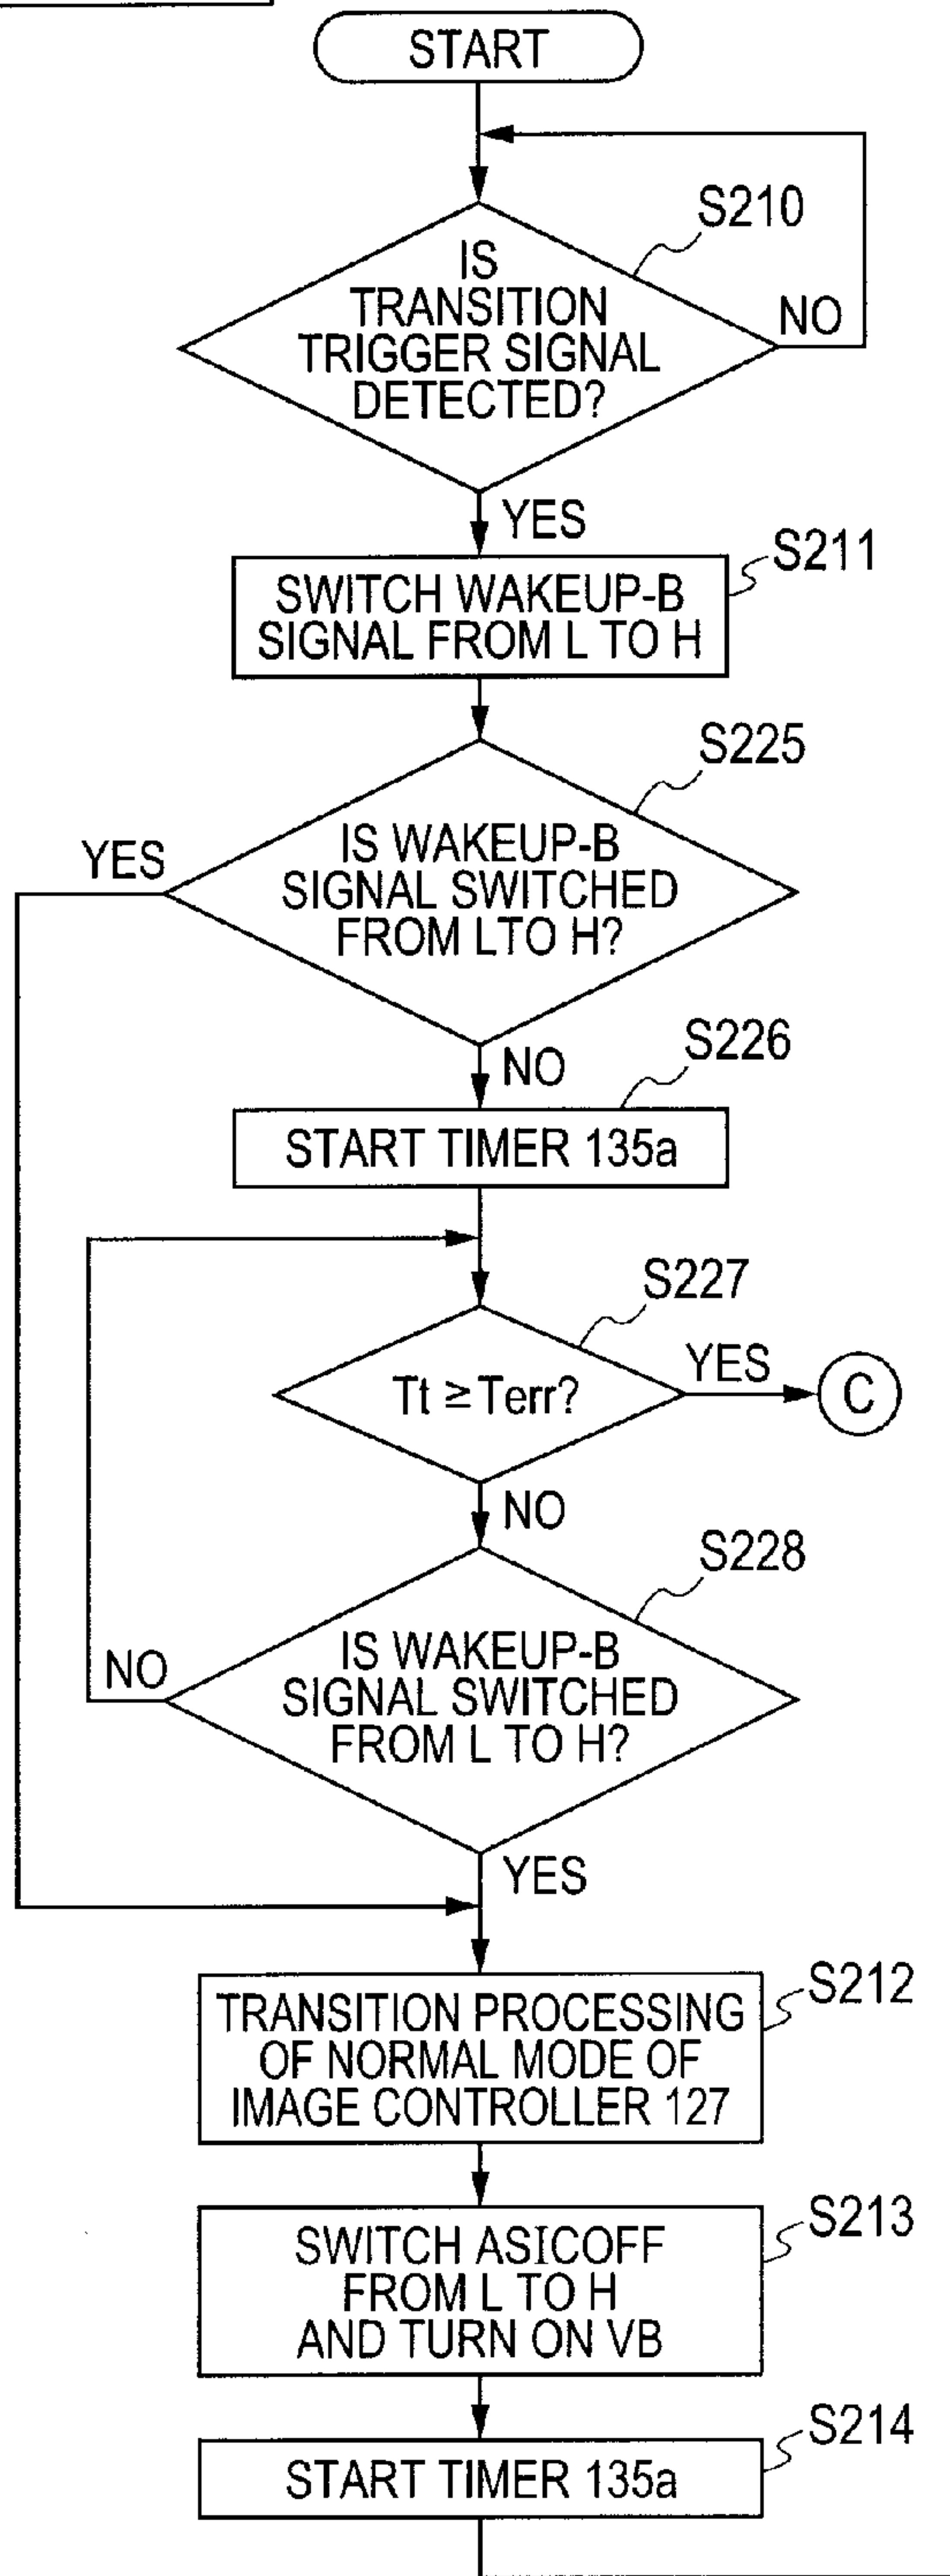 START
S210
IS
TRANSITION
TRIGGER SIGNAL
DETECTED?
NO
YES
S211
SWITCH WAKEUP-B
SIGNAL FROM L TO H
S225
YES
IS WAKEUP-B
SIGNAL SWITCHED
FROM LTO H?
NO
S226
START TIMER 135a
S227
Tt ≥ Terr?
YES
C
NO
S228
IS WAKEUP-B
SIGNAL SWITCHED
FROM L TO H?
NO
YES
S212
TRANSITION PROCESSING
OF NORMAL MODE OF
IMAGE CONTROLLER 127
S213
SWITCH ASICOFF
FROM L TO H
AND TURN ON VB
S214
START TIMER 135a